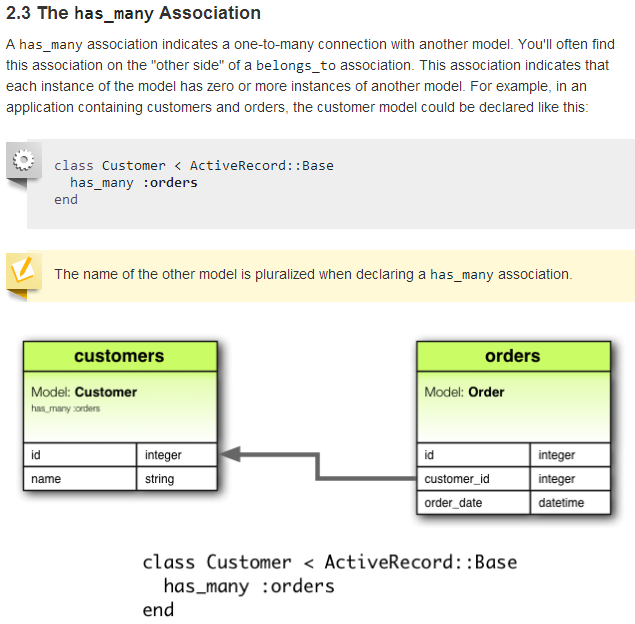 2.3 The has_many Association
A has_many association indicates a one-to-many connection with another model. You'll often find
this association on the "other side" of a belongs_to association. This association indicates that
each instance of the model has zero or more instances of another model. For example, in an
application containing customers and orders, the customer model could be declared like this:
class Customer < ActiveRecord::Base
  has_many :orders
end
The name of the other model is pluralized when declaring a has_many association.
customers
Model: Customer
has_many :orders
id integer
name string
orders
Model: Order
id integer
customer_id integer
order_date datetime
class Customer < ActiveRecord::Base
  has_many :orders
end